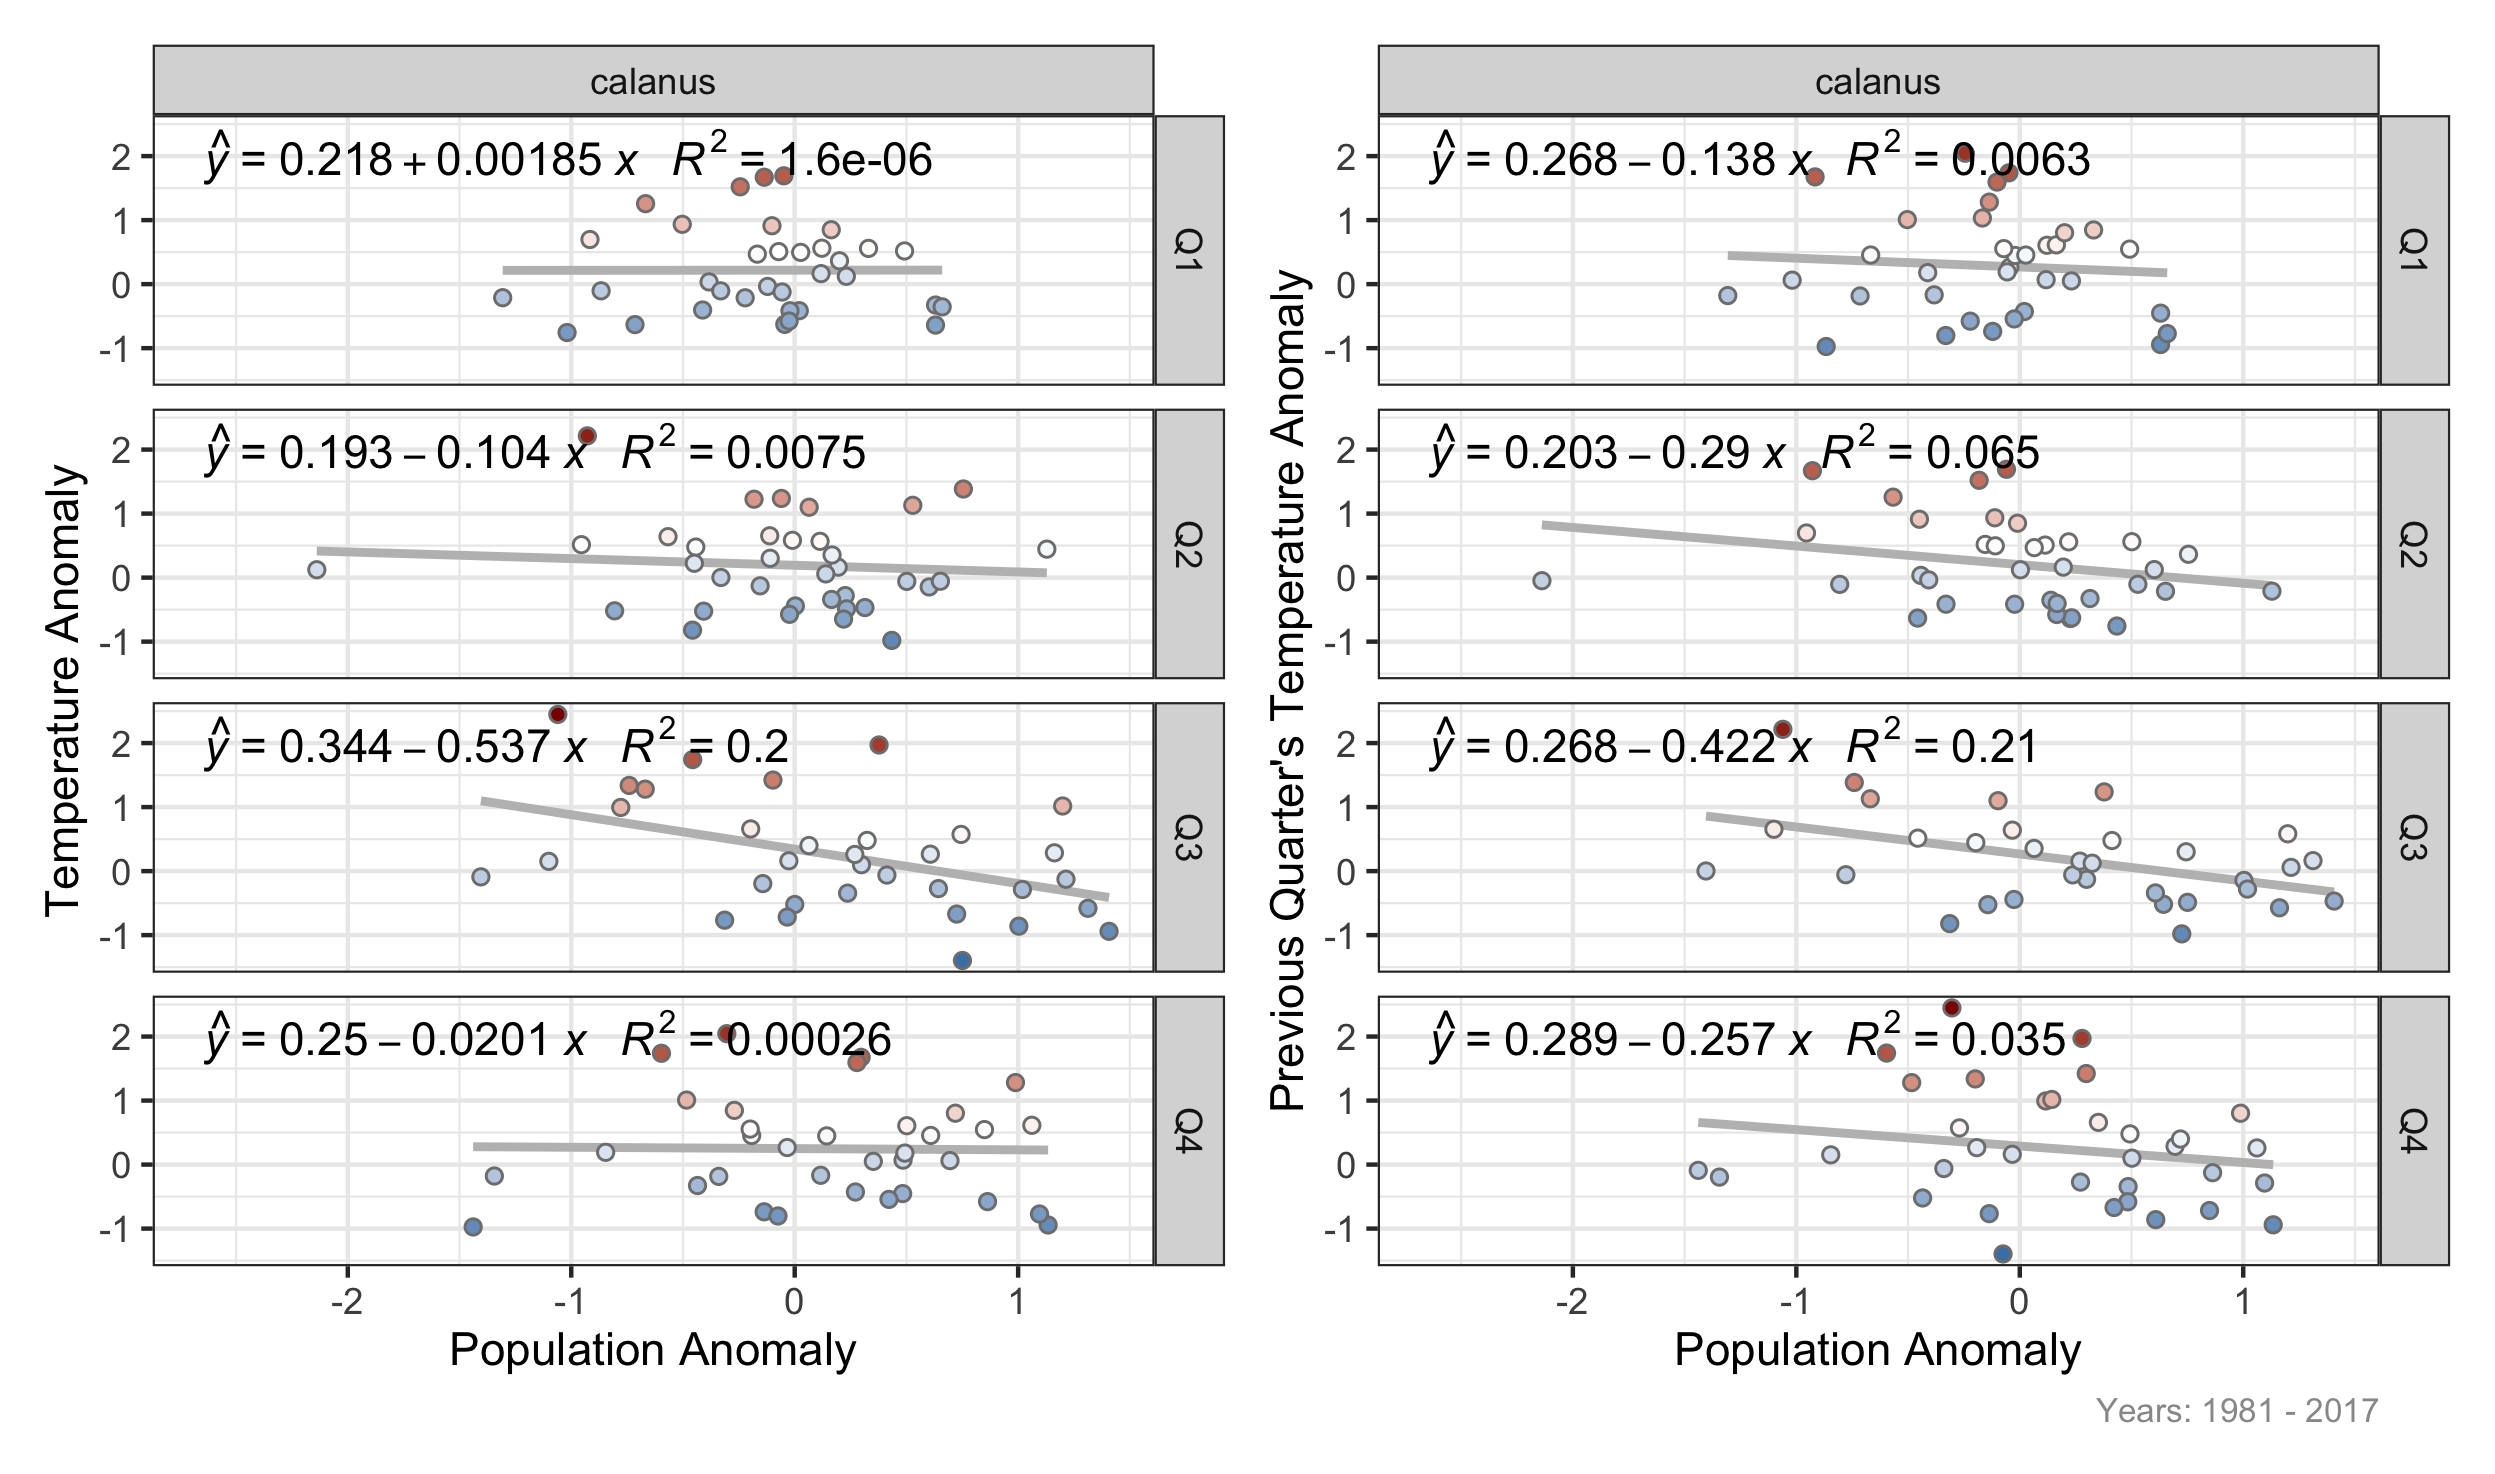 calanus
calanus
ŷ = 0.218 + 0.00185 x R² = 1.6e-06
ŷ = 0.268 − 0.138 x R² = 0.0063
2
1
0
-1
Q1
2
1
0
-1
Q1
ŷ = 0.193 − 0.104 x R² = 0.0075
ŷ = 0.203 − 0.29 x R² = 0.065
2
1
0
-1
Q2
2
1
0
-1
Q2
ŷ = 0.344 − 0.537 x R² = 0.2
ŷ = 0.268 − 0.422 x R² = 0.21
2
1
0
-1
Q3
2
1
0
-1
Q3
ŷ = 0.25 − 0.0201 x R² = 0.00026
ŷ = 0.289 − 0.257 x R² = 0.035
2
1
0
-1
Q4
2
1
0
-1
Q4
Temperature Anomaly
Previous Quarter's Temperature Anomaly
-2 -1 0 1
-2 -1 0 1
Population Anomaly
Population Anomaly
Years: 1981 - 2017